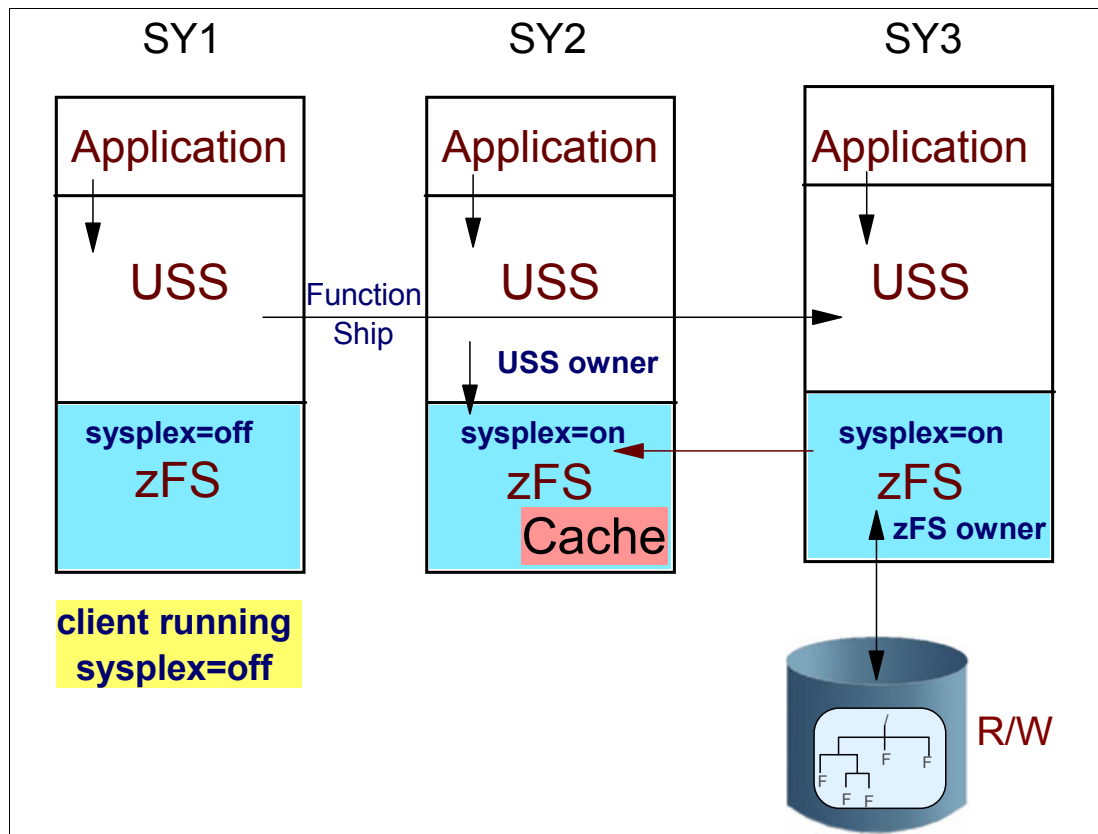 SY1
SY2
SY3
Application
Application
Application
USS
USS
USS
Function
Ship
USS owner
sysplex=off
sysplex=on
sysplex=on
zFS
zFS
zFS
Cache
zFS owner
client running
sysplex=off
R/W
F
F
F
F
F